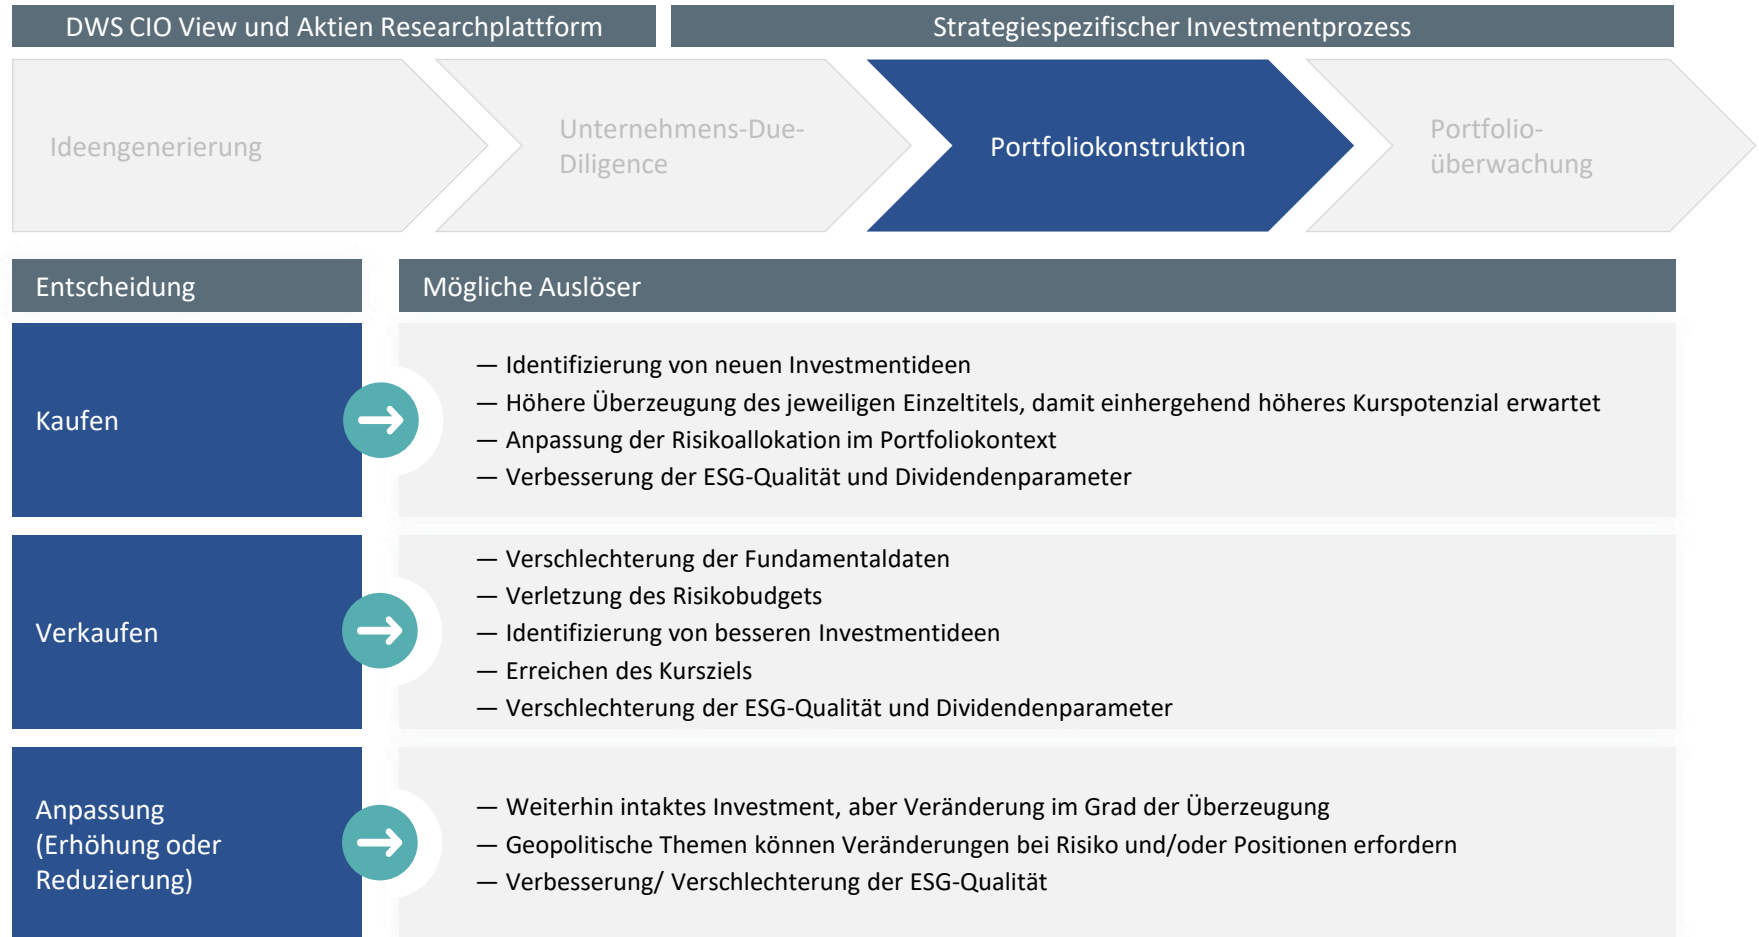 DWS CIO View und Aktien Researchplattform
Strategiespezifischer Investmentprozess
Ideengenerierung
Unternehmens-Due-
Diligence
Portfoliokonstruktion
Portfolio-
überwachung
Entscheidung
Mögliche Auslöser
Kaufen
— Identifizierung von neuen Investmentideen
— Höhere Überzeugung des jeweiligen Einzeltitels, damit einhergehend höheres Kurspotenzial erwartet
— Anpassung der Risikoallokation im Portfoliokontext
— Verbesserung der ESG-Qualität und Dividendenparameter
Verkaufen
— Verschlechterung der Fundamentaldaten
— Verletzung des Risikobudgets
— Identifizierung von besseren Investmentideen
— Erreichen des Kursziels
— Verschlechterung der ESG-Qualität und Dividendenparameter
Anpassung
(Erhöhung oder
Reduzierung)
— Weiterhin intaktes Investment, aber Veränderung im Grad der Überzeugung
— Geopolitische Themen können Veränderungen bei Risiko und/oder Positionen erfordern
— Verbesserung/ Verschlechterung der ESG-Qualität